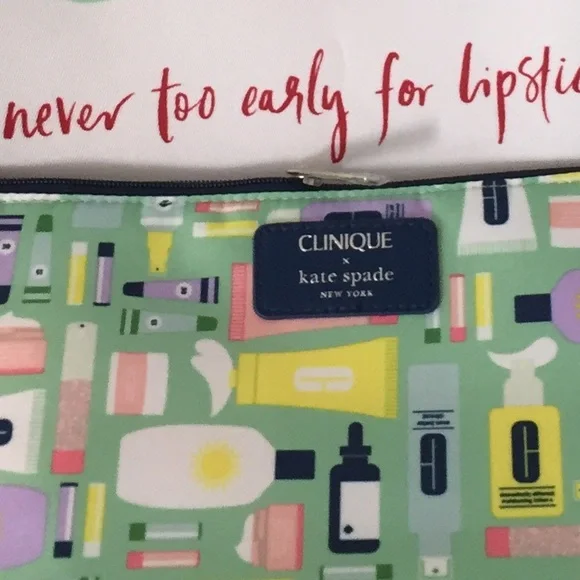 never too early for lipstic
CLINIQUE
x
kate spade
NEW YORK